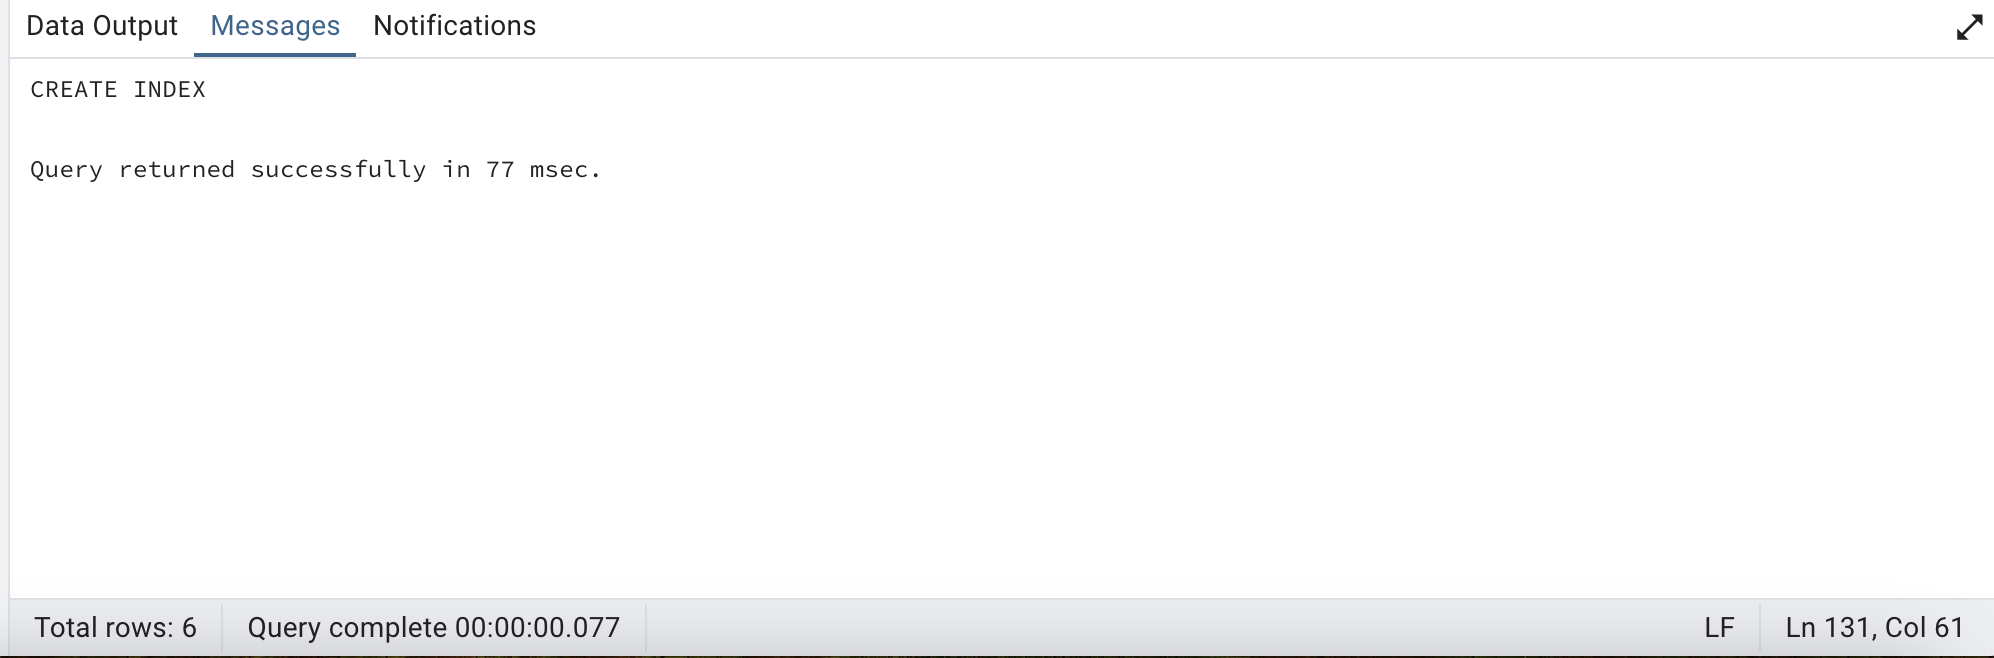 Data Output Messages Notifications
CREATE INDEX
Query returned successfully in 77 msec.
Total rows: 6 Query complete 00:00:00.077 LF Ln 131, Col 61